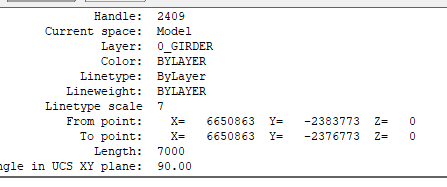 Handle: 2409
Current space: Model
Layer: 0_GIRDER
Color: BYLAYER
Linetype: ByLayer
Lineweight: BYLAYER
Linetype scale 7
From point: X= 6650863 Y= -2383773 Z= 0
To point: X= 6650863 Y= -2376773 Z= 0
Length: 7000
ngle in UCS XY plane: 90.00